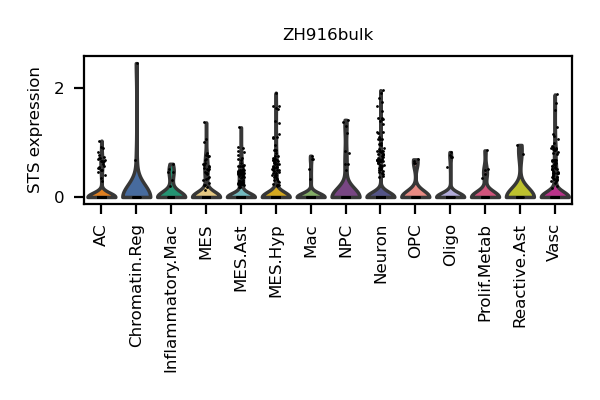 ZH916bulk
STS expression
2
0
AC
Chromatin.Reg
Inflammatory.Mac
MES
MES.Ast
MES.Hyp
Mac
NPC
Neuron
OPC
Oligo
Prolif.Metab
Reactive.Ast
Vasc